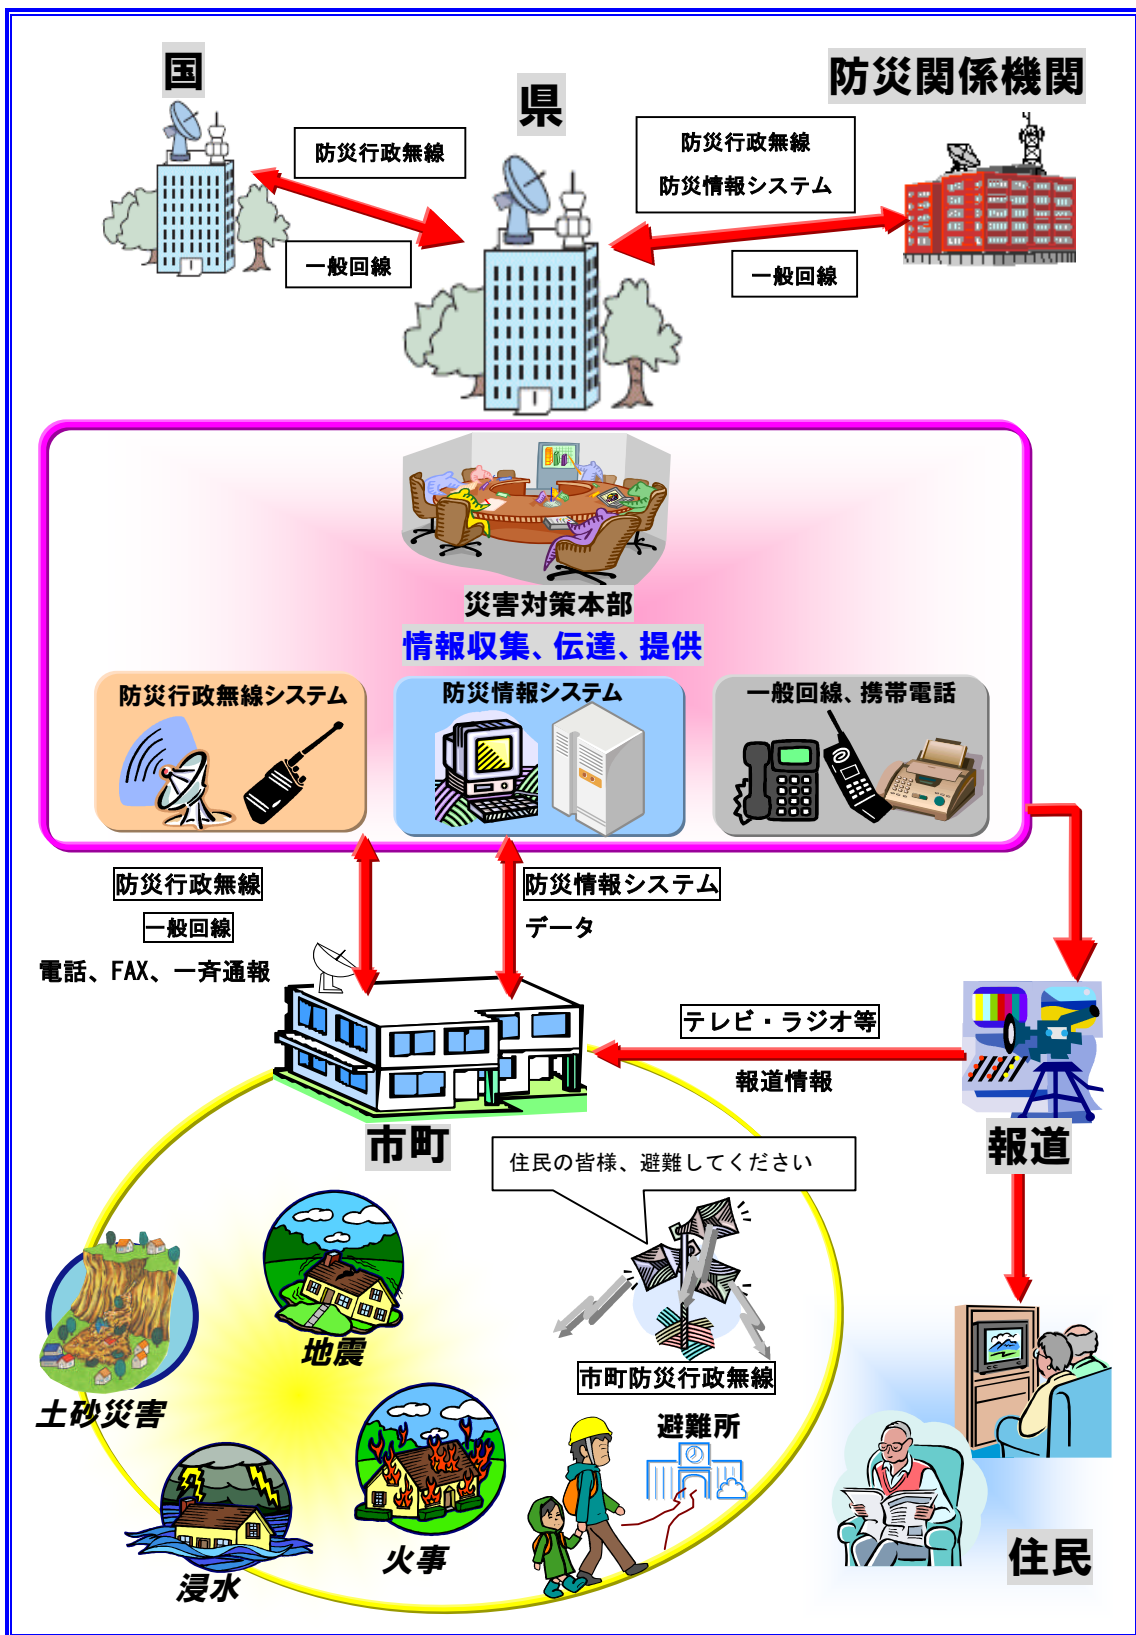 国
県
防災関係機関
防災行政無線
一般回線
防災行政無線
防災情報システム
一般回線
災害対策本部
情報収集、伝達、提供
防災行政無線システム
防災情報システム
一般回線、携帯電話
防災行政無線
一般回線
電話、FAX、一斉通報
防災情報システム
データ
テレビ・ラジオ等
報道情報
市町
報道
住民の皆様、避難してください
地震
土砂災害
市町防災行政無線
避難所
火事
浸水
住民